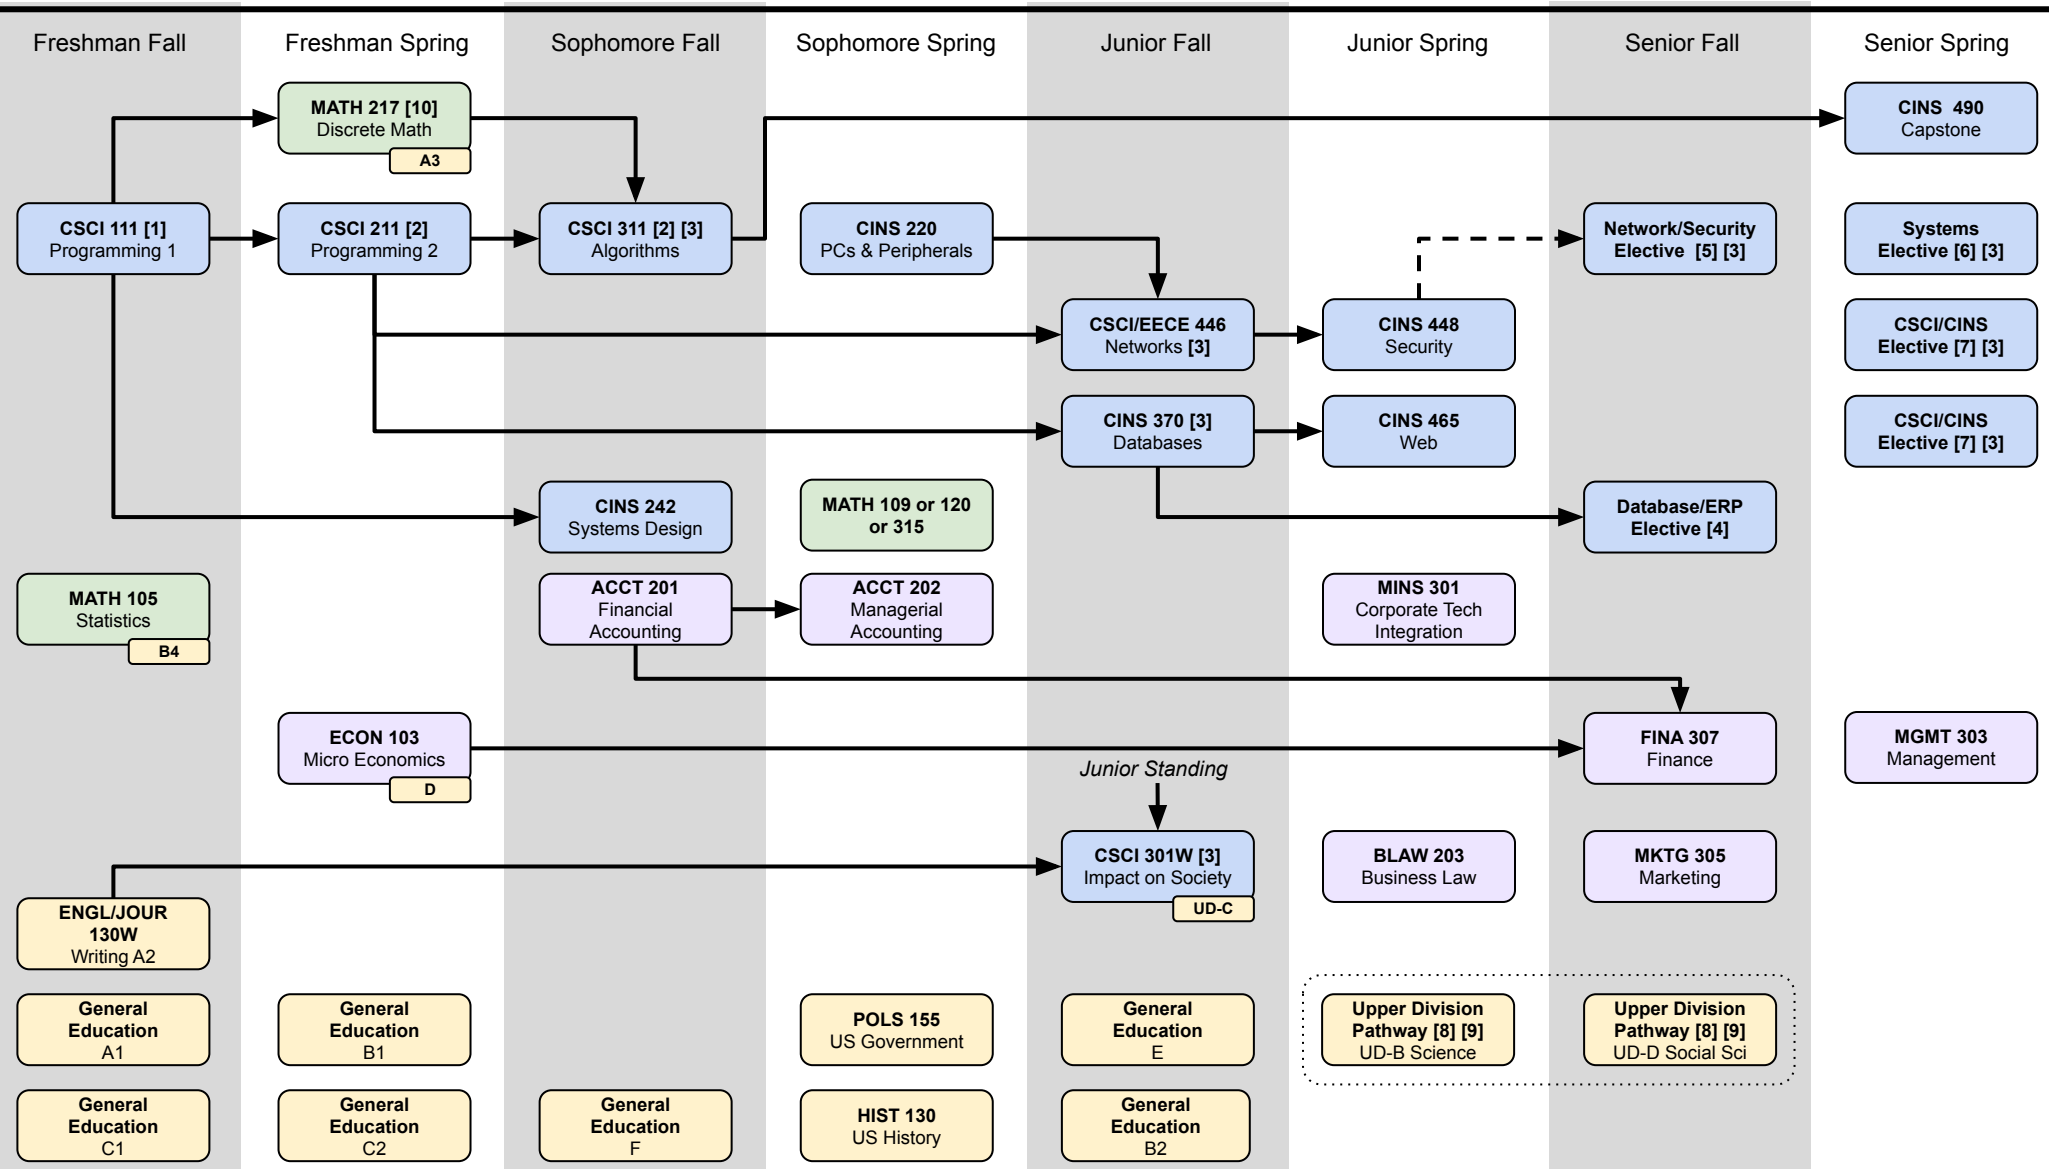 Freshman Fall
Freshman Spring
Sophomore Fall
Sophomore Spring
Junior Fall
Junior Spring
Senior Fall
Senior Spring
MATH 217 [10]
Discrete Math
A3
CINS 490
Capstone
CSCI 111 [1]
Programming 1
CSCI 211 [2]
Programming 2
CSCI 311 [2] [3]
Algorithms
CINS 220
PCs & Peripherals
Network/Security
Elective [5] [3]
Systems
Elective [6] [3]
CSCI/EECE 446
Networks [3]
CINS 448
Security
CSCI/CINS
Elective [7] [3]
CINS 370 [3]
Databases
CINS 465
Web
CSCI/CINS
Elective [7] [3]
CINS 242
Systems Design
MATH 109 or 120
or 315
Database/ERP
Elective [4]
MATH 105
Statistics
B4
ACCT 201
Financial
Accounting
ACCT 202
Managerial
Accounting
MINS 301
Corporate Tech
Integration
ECON 103
Micro Economics
D
FINA 307
Finance
MGMT 303
Management
Junior Standing
CSCI 301W [3]
Impact on Society
UD-C
BLAW 203
Business Law
MKTG 305
Marketing
ENGL/JOUR
130W
Writing A2
General
Education
A1
General
Education
B1
POLS 155
US Government
General
Education
E
Upper Division
Pathway [8] [9]
UD-B Science
Upper Division
Pathway [8] [9]
UD-D Social Sci
General
Education
C1
General
Education
C2
General
Education
F
HIST 130
US History
General
Education
B2